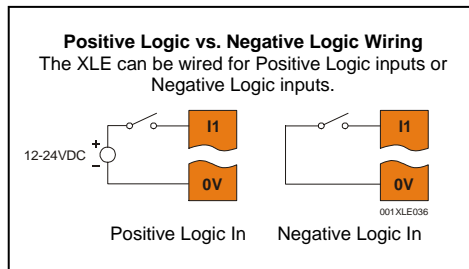 Positive Logic vs. Negative Logic Wiring
The XLE can be wired for Positive Logic inputs or
Negative Logic inputs.
I1
I1
+
12-24VDC
-
0V
0V
001XLE036
Positive Logic In
Negative Logic In